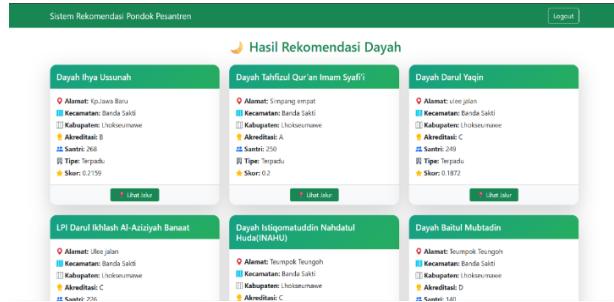 Sistem Rekomendasi Pondok Pesantren
Logout
Hasil Rekomendasi Dayah
Dayah Ihya Ussunah
Alamat: Kp.Jawa Baru
Kecamatan: Banda Sakti
Kabupaten: Lhokseumawe
Akreditasi: B
Santri: 268
Tipe: Terpadu
Skor: 0.2159
Lihat Jalur
Dayah Tahfizul Qur'an Imam Syafi'i
Alamat: Simpang empat
Kecamatan: Banda Sakti
Kabupaten: Lhokseumawe
Akreditasi: A
Santri: 250
Tipe: Terpadu
Skor: 0.2
Lihat Jalur
Dayah Darul Yaqin
Alamat: ulee jalan
Kecamatan: Banda Sakti
Kabupaten: Lhokseumawe
Akreditasi: C
Santri: 249
Tipe: Terpadu
Skor: 0.1872
Lihat Jalur
LPI Darul Ikhlash Al-Aziziyah Banaat
Alamat: Ulee jalan
Kecamatan: Banda Sakti
Kabupaten: Lhokseumawe
Akreditasi: C
Santri: 226
Dayah Istiqomatuddin Nahdatul
Huda(INAHU)
Alamat: Teumpok Teungoh
Kecamatan: Banda Sakti
Kabupaten: Lhokseumawe
Akreditasi: C
Dayah Baitul Mubtadin
Alamat: Teumpok Teungoh
Kecamatan: Banda Sakti
Kabupaten: Lhokseumawe
Akreditasi: D
Santri: 140